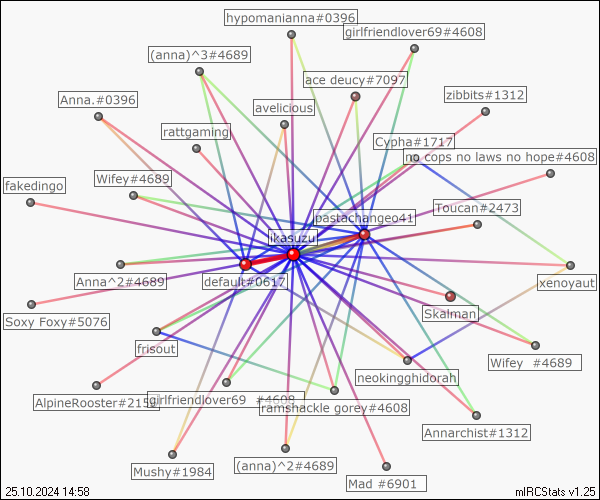 hypomanianna#0396
girlfriendlover69#4608
(anna)^3#4689
ace deucy#7097
zibbits#1312
Anna.#0396
avelicious
rattgaming
Cypha#1717
no cops no laws no hope#4608
fakedingo
Wifey#4689
pastachangeo41
Toucan#2473
ikasuzu
Anna^2#4689
default#0617
xenoyaut
Skalman
Soxy Foxy#5076
frisout
Wifey #4689
neokingghidorah
AlpineRooster#215
girlfriendlover69 #4608
ramshackle gorey#4608
Annarchist#1312
Mushy#1984
(anna)^2#4689
Mad #6901
25.10.2024 14:58
mIRCStats v1.25